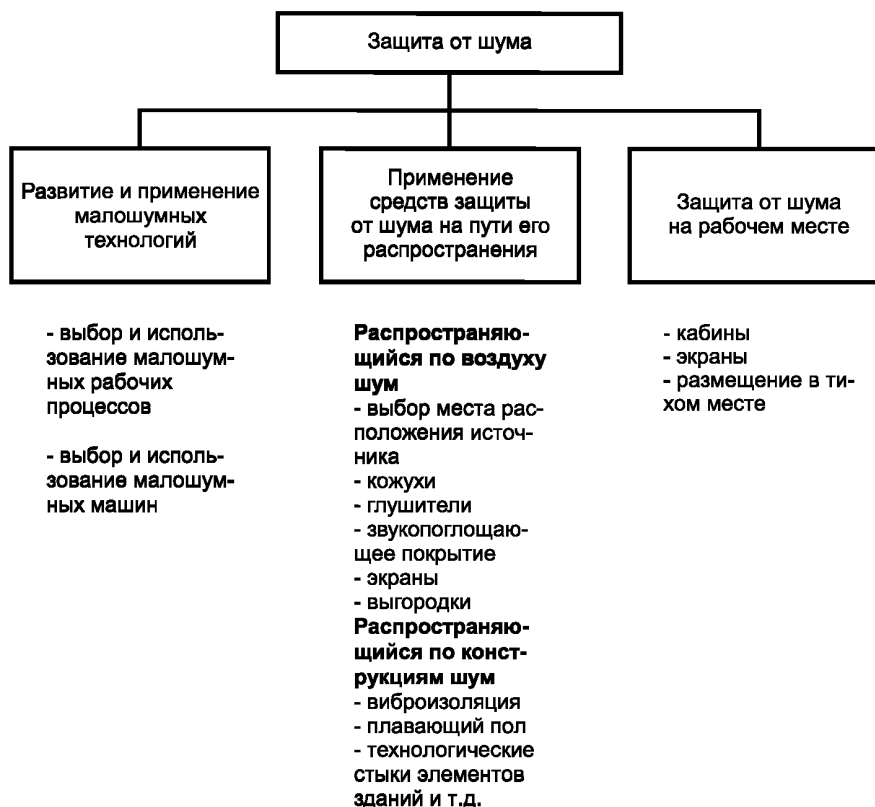 Защита от шума
Развитие и применение
малошумных
технологий
Применение
средств защиты
от шума на пути его
распространения
Защита от шума
на рабочем месте
- выбор и исполь-
зование малошум-
ных рабочих
процессов
- выбор и исполь-
зование малошум-
ных машин
Распространяю-
щийся по воздуху
шум
- выбор места рас-
положения источ-
ника
- кожухи
- глушители
- звукопоглощаю-
щее покрытие
- экраны
- выгородки
Распространяю-
щийся по конст-
рукциям шум
- виброизоляция
- плавающий пол
- технологические
стыки элементов
зданий и т.д.
- кабины
- экраны
- размещение в ти-
хом месте